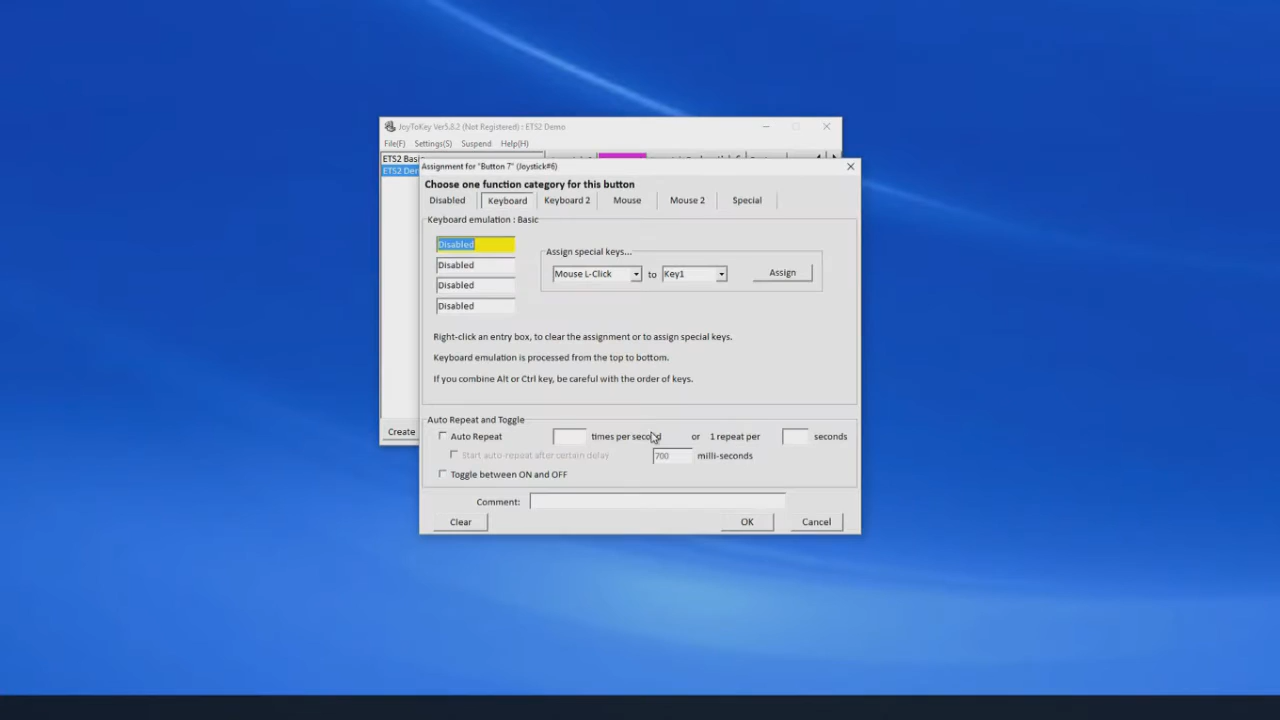 JoyToKey Ver5.8.2 (Not Registered) : ETS2 Demo
File(F) Settings(S) Suspend Help(H)
ETS2 Basi
ETS2 Den
Assignment for "Button 7" (Joystick#6)
Choose one function category for this button
Disabled Keyboard Keyboard 2 Mouse Mouse 2 Special
Keyboard emulation : Basic
Disabled
Assign special keys...
Disabled
Mouse L-Click to Key1 Assign
Disabled
Disabled
Right-click an entry box, to clear the assignment or to assign special keys.
Keyboard emulation is processed from the top to bottom.
If you combine Alt or Ctrl key, be careful with the order of keys.
Auto Repeat and Toggle
Create
Auto Repeat times per second or 1 repeat per seconds
Start auto-repeat after certain delay 700 milli-seconds
Toggle between ON and OFF
Comment:
Clear OK Cancel